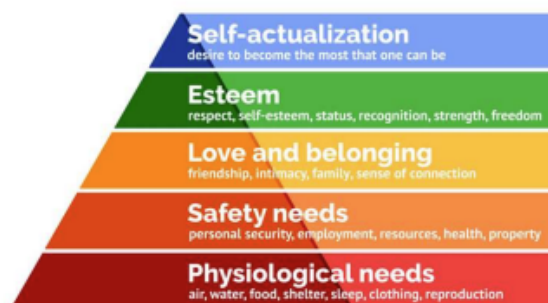 Self-actualization
desire to become the most that one can be
Esteem
respect, self-esteem, status, recognition, strength, freedom
Love and belonging
friendship, intimacy, family, sense of connection
Safety needs
personal security, employment, resources, health, property
Physiological needs
air, water, food, shelter, sleep, clothing, reproduction